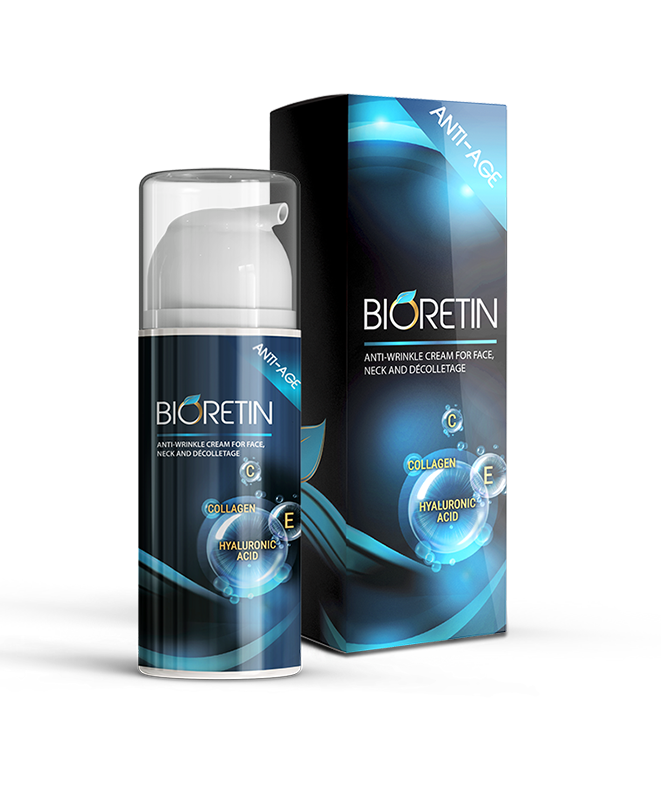 ANTI-AGE
BIORETIN
ANTI-WRINKLE CREAM FOR FACE,
NECK AND DÉCOLLETAGE
C
COLLAGEN
E
HYALURONIC
ACID
ANTI-AGE
BIORETIN
ANTI-WRINKLE CREAM FOR FACE,
NECK AND DÉCOLLETAGE
C
COLLAGEN
E
HYALURONIC
ACID